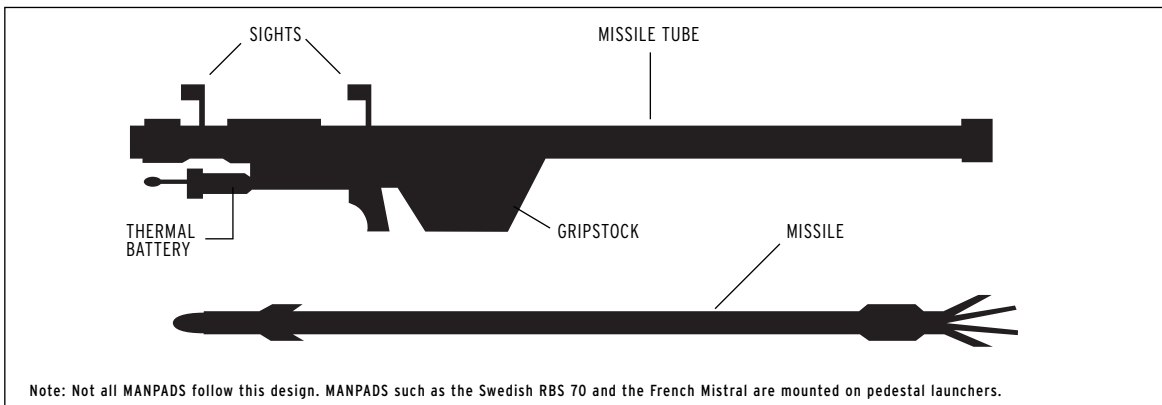 SIGHTS
MISSILE TUBE
THERMAL
BATTERY
GRIPSTOCK
MISSILE
Note: Not all MANPADS follow this design. MANPADS such as the Swedish RBS 70 and the French Mistral are mounted on pedestal launchers.